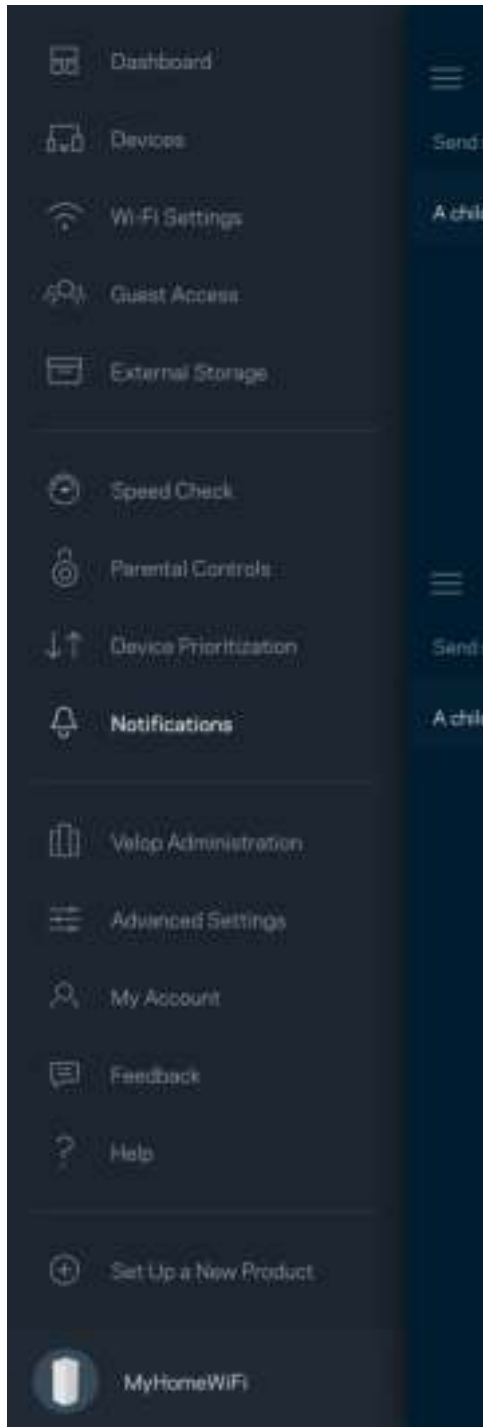 Dashboard
Devices
Wi-Fi Settings
Guest Access
External Storage
Speed Check
Parental Controls
Device Prioritization
Notifications
Velop Administration
Advanced Settings
My Account
Feedback
Help
Set Up a New Product
MyHomeWiFi
Send
A chil
Send
A chil